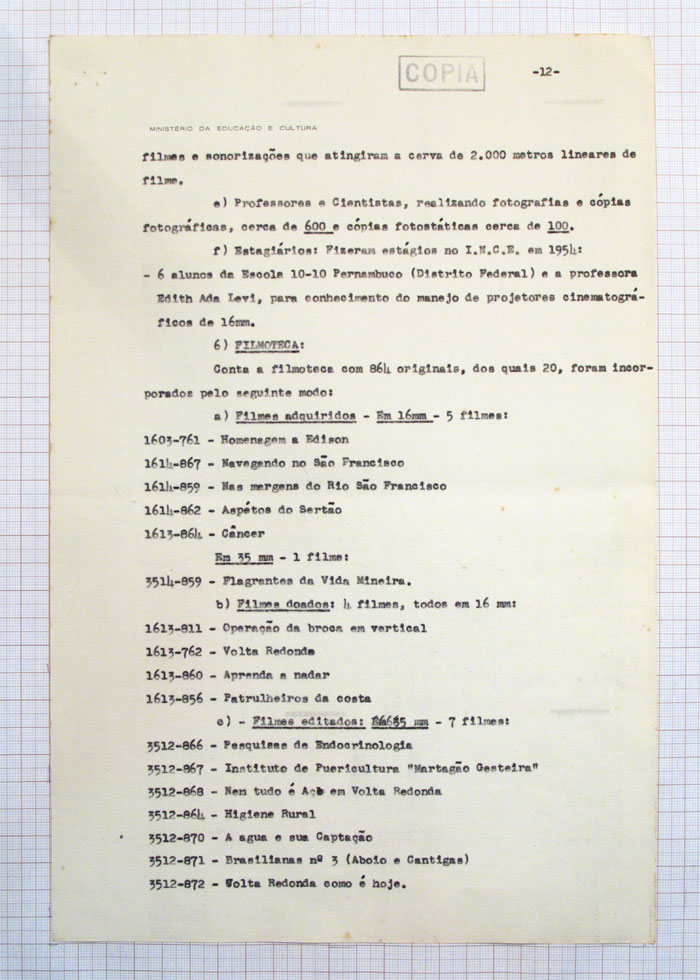 COPIA
-12-
MINISTÉRIO DA EDUCAÇÃO E CULTURA
filmes e sonorizações que atingiram a cerva de 2.000 metros lineares de
filme.
e) Professores e Cientistas, realizando fotografias e cópias
fotográficas, cerca de 600 e cópias fotostáticas cerca de 100.
f) Estagiários: Fizeram estágios no I.N.C.E. em 1954:
- 6 alunos da Escola 10-10 Pernambuco (Distrito Federal) e a professora
Edith Ada Levi, para conhecimento do manejo de projetores cinematográ-
ficos de 16mm.
6) FILMOTECA:
Conta a filmoteca com 864 originais, dos quais 20, foram incor-
porados pelo seguinte modo:
a) Filmes adquiridos - Em 16mm - 5 filmes:
1603-761 - Homenagem a Edison
1614-867 - Navegando no São Francisco
1614-859 - Nas margens do Rio São Francisco
1614-862 - Aspétos do Sertão
1613-864 - Câncer
Em 35 mm - 1 filme:
3514-859 - Flagrantes da Vida Mineira.
b) Filmes doados: 4 filmes, todos em 16 mm:
1613-811 - Operação da broca em vertical
1613-762 - Volta Redonda
1613-860 - Aprenda a nadar
1613-856 - Patrulheiros da costa
c) - Filmes editados: 35 mm - 7 filmes:
3512-866 - Pesquisas de Endocrinologia
3512-867 - Instituto de Puericultura "Martagão Gesteira"
3512-868 - Nem tudo é em Volta Redonda
3512-864 - Higiene Rural
3512-870 - A agua e sua Captação
3512-871 - Brasilianas nº 3 (Aboio e Cantigas)
3512-872 - Volta Redonda como é hoje.